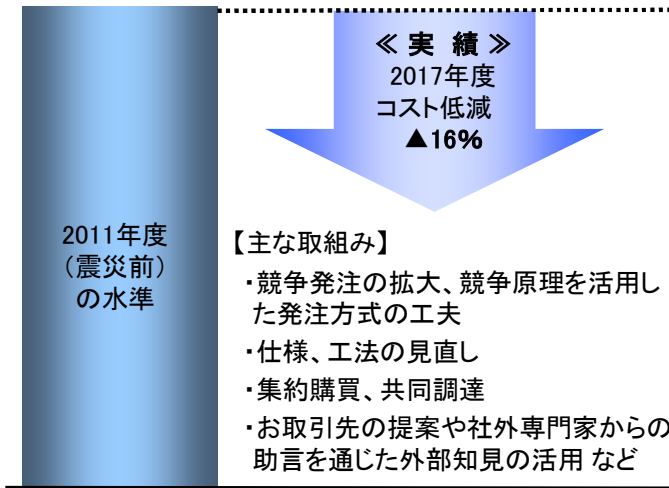 ≪ 実 績 ≫
2017年度
コスト低減
▲16%
2011年度
（震災前）
の水準
【主な取組み】
・競争発注の拡大、競争原理を活用し
た発注方式の工夫
・仕様、工法の見直し
・集約購買、共同調達
・お取引先の提案や社外専門家からの
助言を通じた外部知見の活用 など